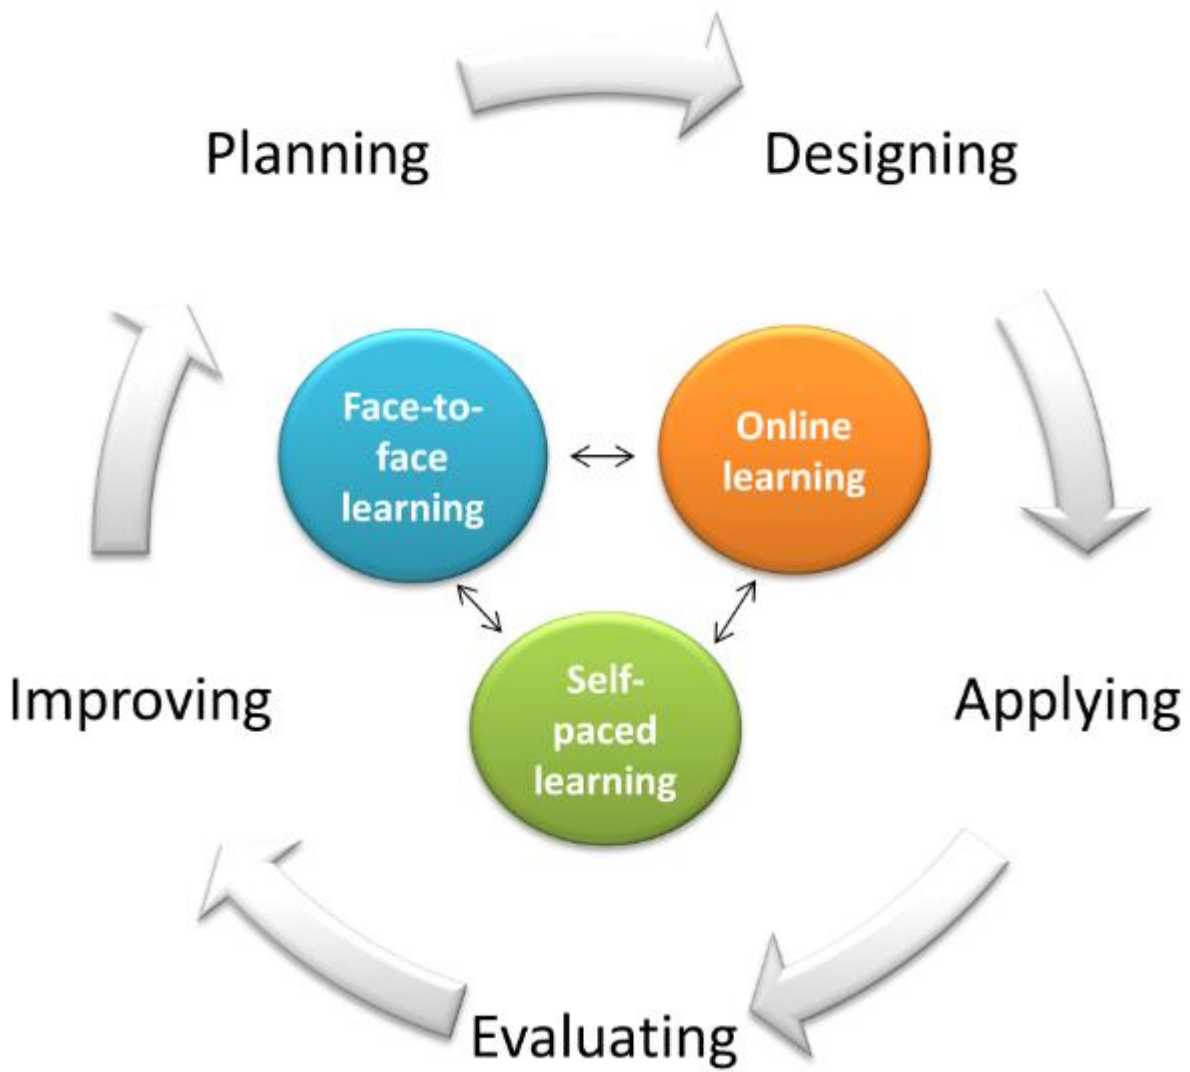 Planning
Designing
Face-to-
face
learning
Online
learning
Self-
paced
learning
Improving
Applying
Evaluating